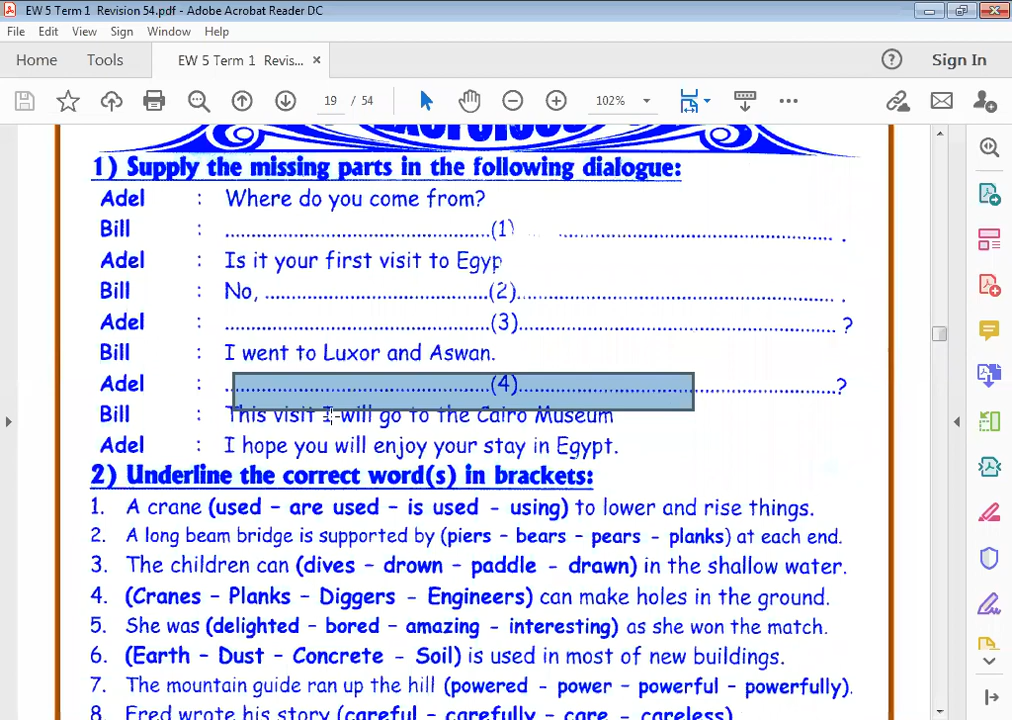 EW 5 Term 1 Revision 54.pdf - Adobe Acrobat Reader DC
File Edit View Sign Window Help
Home Tools EW 5 Term 1 Revis... × Sign In
19 / 54 102%
1) Supply the missing parts in the following dialogue:
Adel : Where do you come from?
Bill : ........................................(1) ........................................ .
Adel : Is it your first visit to Egyp
Bill : No, ...................................(2)............................................... .
Adel : ........................................(3)...............................................?
Bill : I went to Luxor and Aswan.
Adel : ........................................(4)...............................................?
Bill : This visit I will go to the Cairo Museum
Adel : I hope you will enjoy your stay in Egypt.
2) Underline the correct word(s) in brackets:
1. A crane (used - are used - is used - using) to lower and rise things.
2. A long beam bridge is supported by (piers - bears - pears - planks) at each end.
3. The children can (dives - drown - paddle - drawn) in the shallow water.
4. (Cranes - Planks - Diggers - Engineers) can make holes in the ground.
5. She was (delighted - bored - amazing - interesting) as she won the match.
6. (Earth - Dust - Concrete - Soil) is used in most of new buildings.
7. The mountain guide ran up the hill (powered - power - powerful - powerfully).
8. Fred wrote his story (careful - carefully - care - careless)